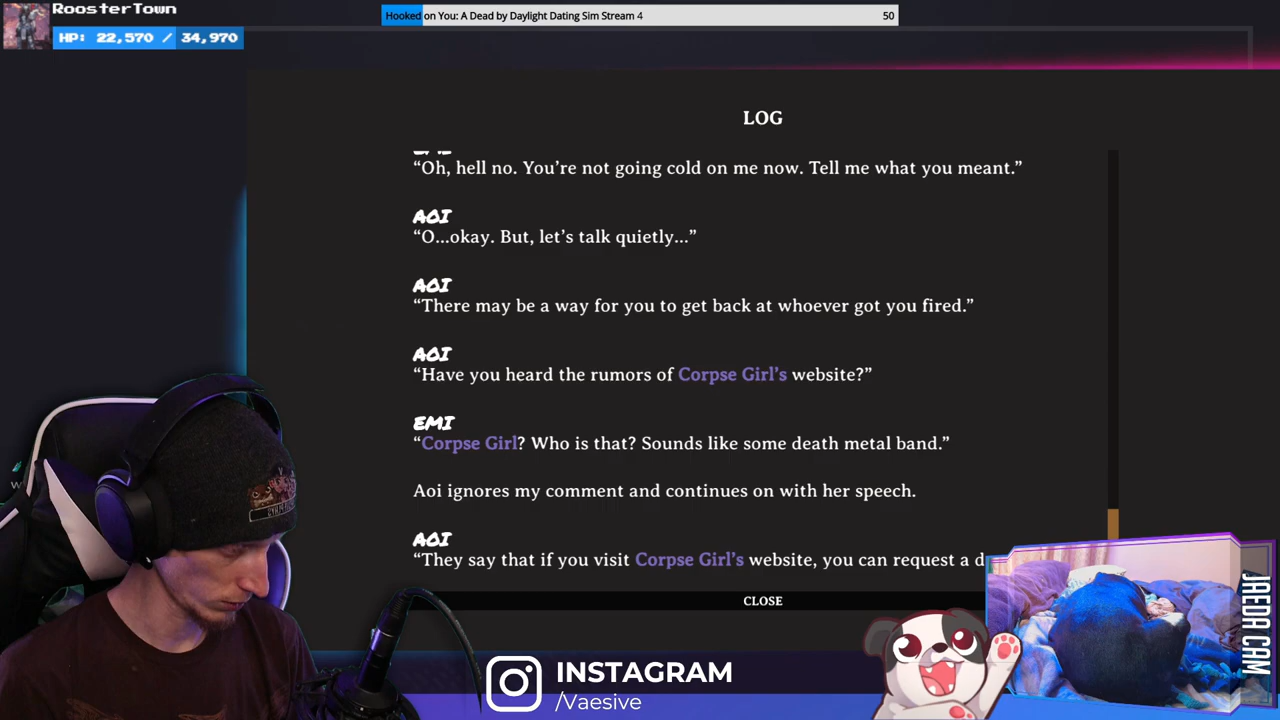 RoosterTown
HP: 22,570 / 34,970
Hooked on You: A Dead by Daylight Dating Sim Stream 4
50
LOG
“Oh, hell no. You’re not going cold on me now. Tell me what you meant.”
AOI
“O...okay. But, let’s talk quietly...”
AOI
“There may be a way for you to get back at whoever got you fired.”
AOI
“Have you heard the rumors of Corpse Girl’s website?”
EMI
“Corpse Girl? Who is that? Sounds like some death metal band.”
Aoi ignores my comment and continues on with her speech.
AOI
“They say that if you visit Corpse Girl’s website, you can request a d
CLOSE
INSTAGRAM
/Vaesive
JAEDA CAM